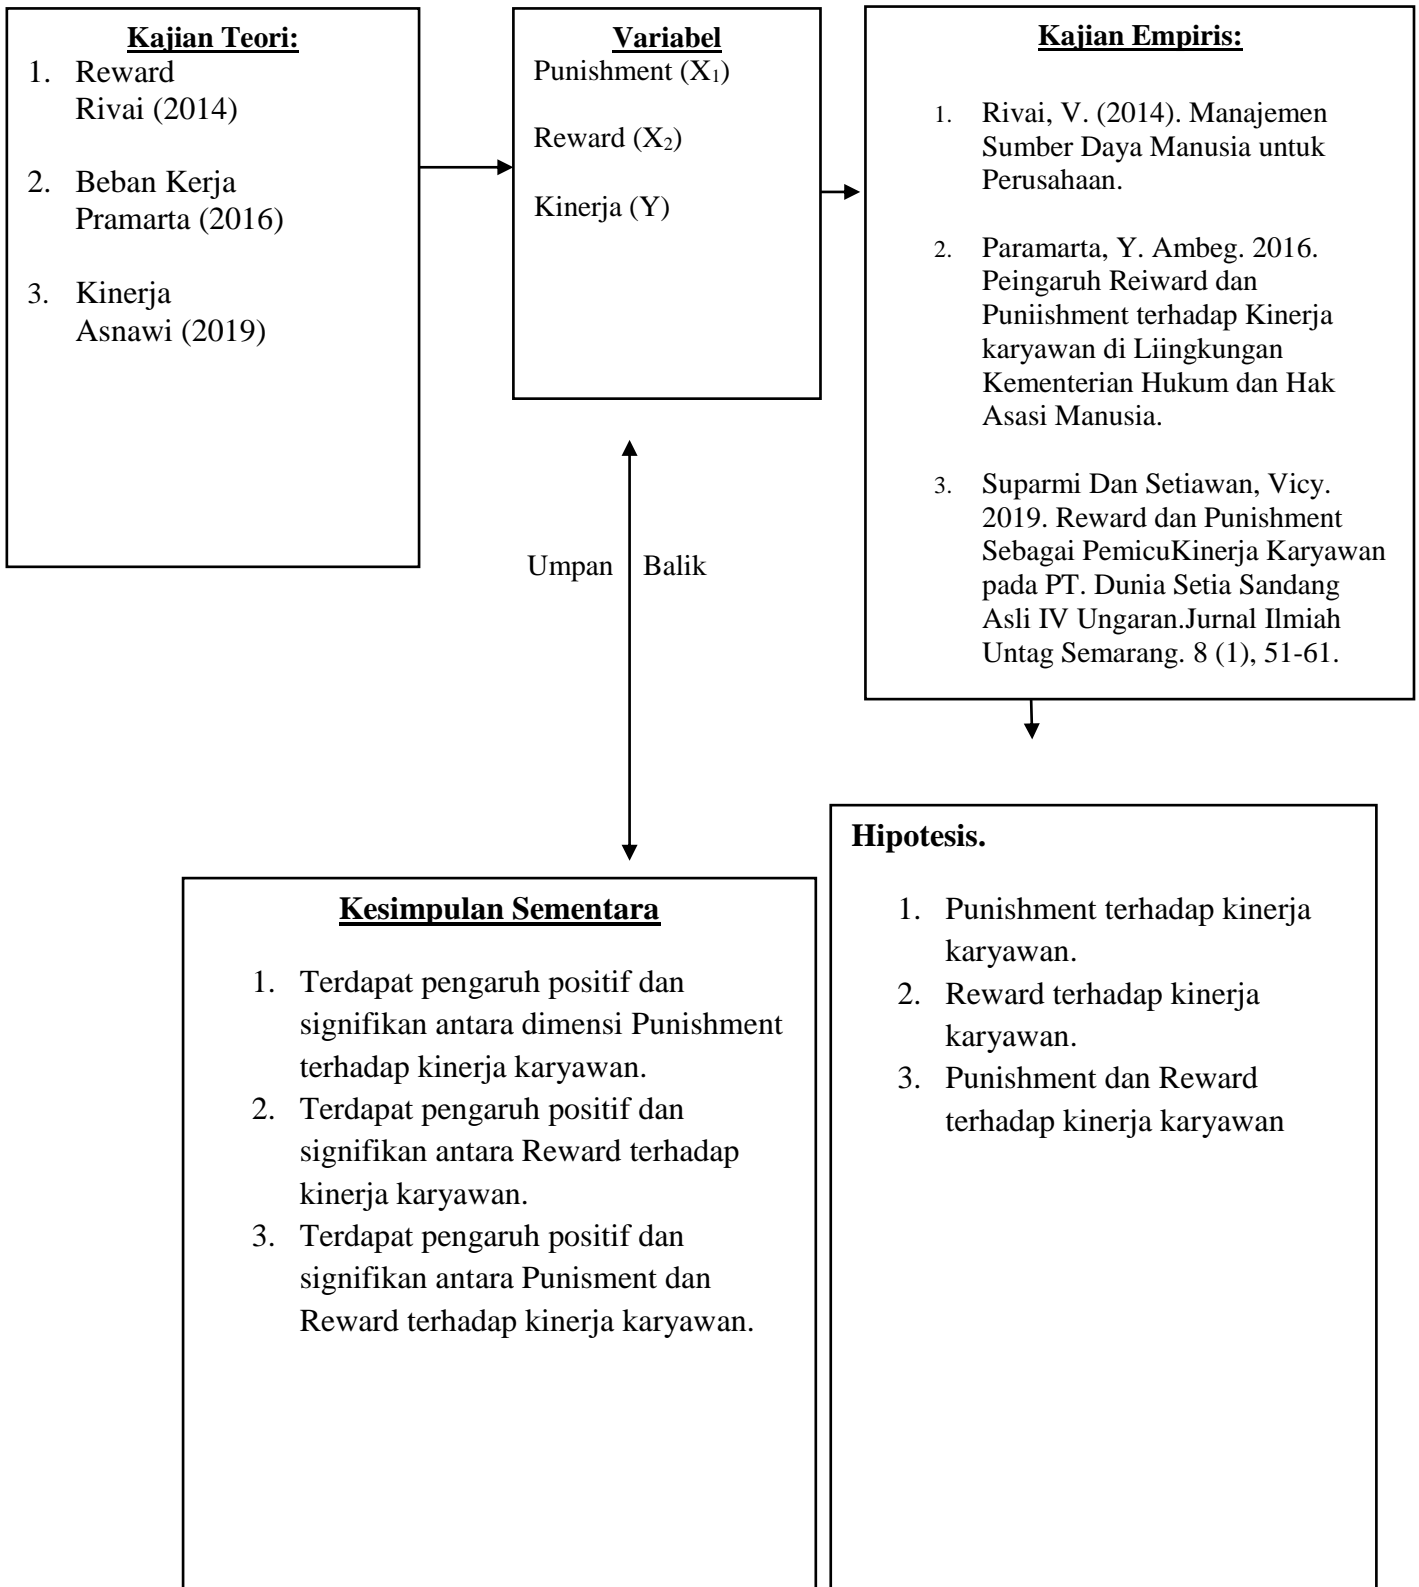 Kajian Teori:
1. Reward
Rivai (2014)
2. Beban Kerja
Pramarta (2016)
3. Kinerja
Asnawi (2019)
Variabel
Punishment (X₁)
Reward (X₂)
Kinerja (Y)
Kajian Empiris:
1. Rivai, V. (2014). Manajemen
Sumber Daya Manusia untuk
Perusahaan.
2. Paramarta, Y. Ambeg. 2016.
Peingaruh Reiward dan
Puniishment terhadap Kinerja
karyawan di Liingkungan
Kementerian Hukum dan Hak
Asasi Manusia.
3. Suparmi Dan Setiawan, Vicy.
2019. Reward dan Punishment
Sebagai PemicuKinerja Karyawan
pada PT. Dunia Setia Sandang
Asli IV Ungaran.Jurnal Ilmiah
Untag Semarang. 8 (1), 51-61.
Umpan Balik
Hipotesis.
1. Punishment terhadap kinerja
karyawan.
2. Reward terhadap kinerja
karyawan.
3. Punishment dan Reward
terhadap kinerja karyawan
Kesimpulan Sementara
1. Terdapat pengaruh positif dan
signifikan antara dimensi Punishment
terhadap kinerja karyawan.
2. Terdapat pengaruh positif dan
signifikan antara Reward terhadap
kinerja karyawan.
3. Terdapat pengaruh positif dan
signifikan antara Punisment dan
Reward terhadap kinerja karyawan.